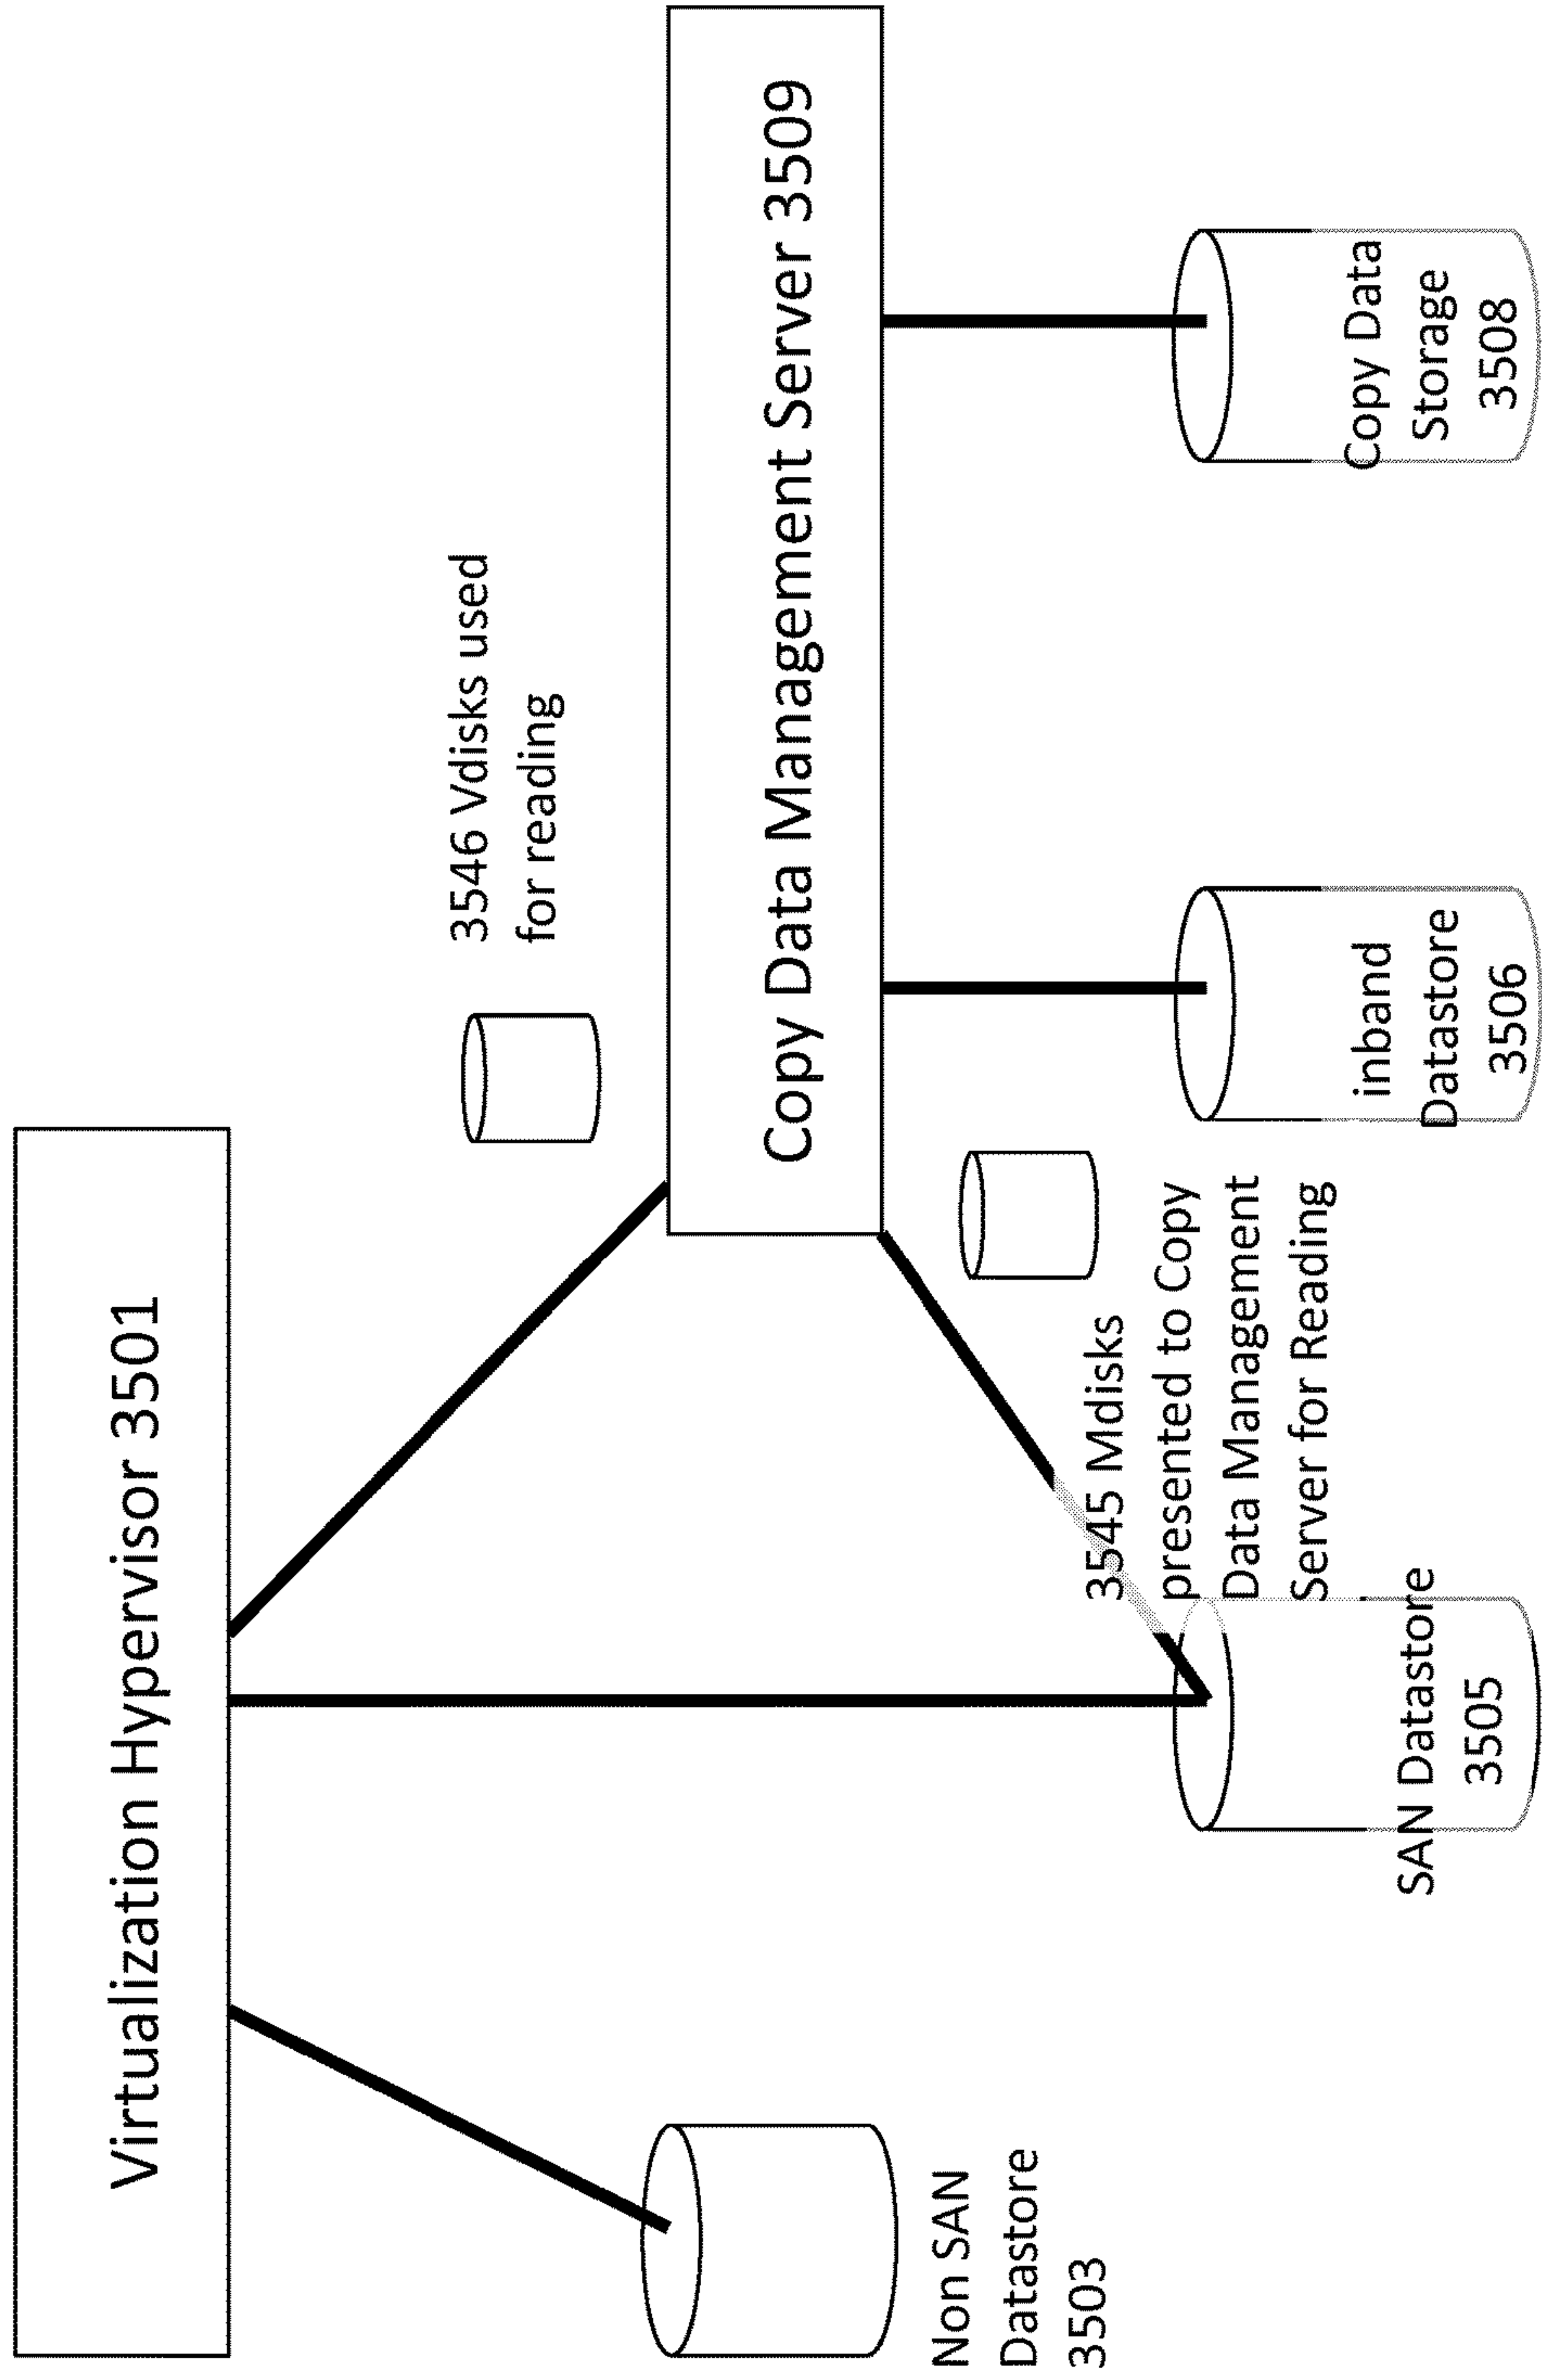 Virtualization Hypervisor 3501
3546 Vdisks used
for reading
Copy Data Management Server 3509
Non SAN
Datastore
3503
3545 Mdisks
presented to Copy
Data Management
Server for Reading
SAN Datastore
3505
inband
Datastore
3506
Copy Data
Storage
3508